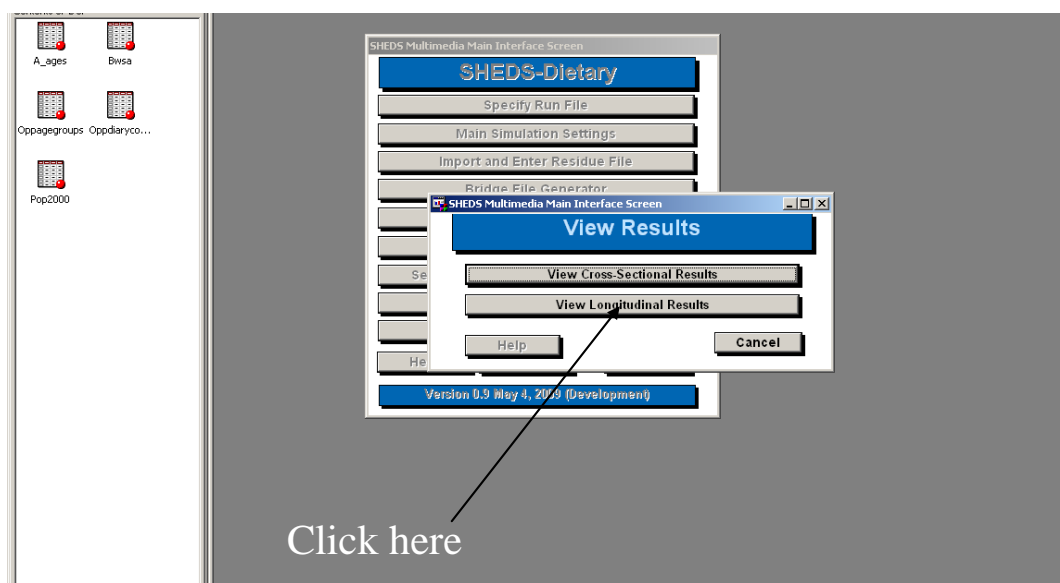 A_ages
Bwsa
Oppagegroups
Oppdiaryco...
Pop2000
SHEDS Multimedia Main Interface Screen
SHEDS-Dietary
Specify Run File
Main Simulation Settings
Import and Enter Residue File
Bridge File Generator
Se
He
Version 0.9 May 4, 2009 (Development)
SHEDS Multimedia Main Interface Screen
View Results
View Cross-Sectional Results
View Longitudinal Results
Help
Cancel
Click here